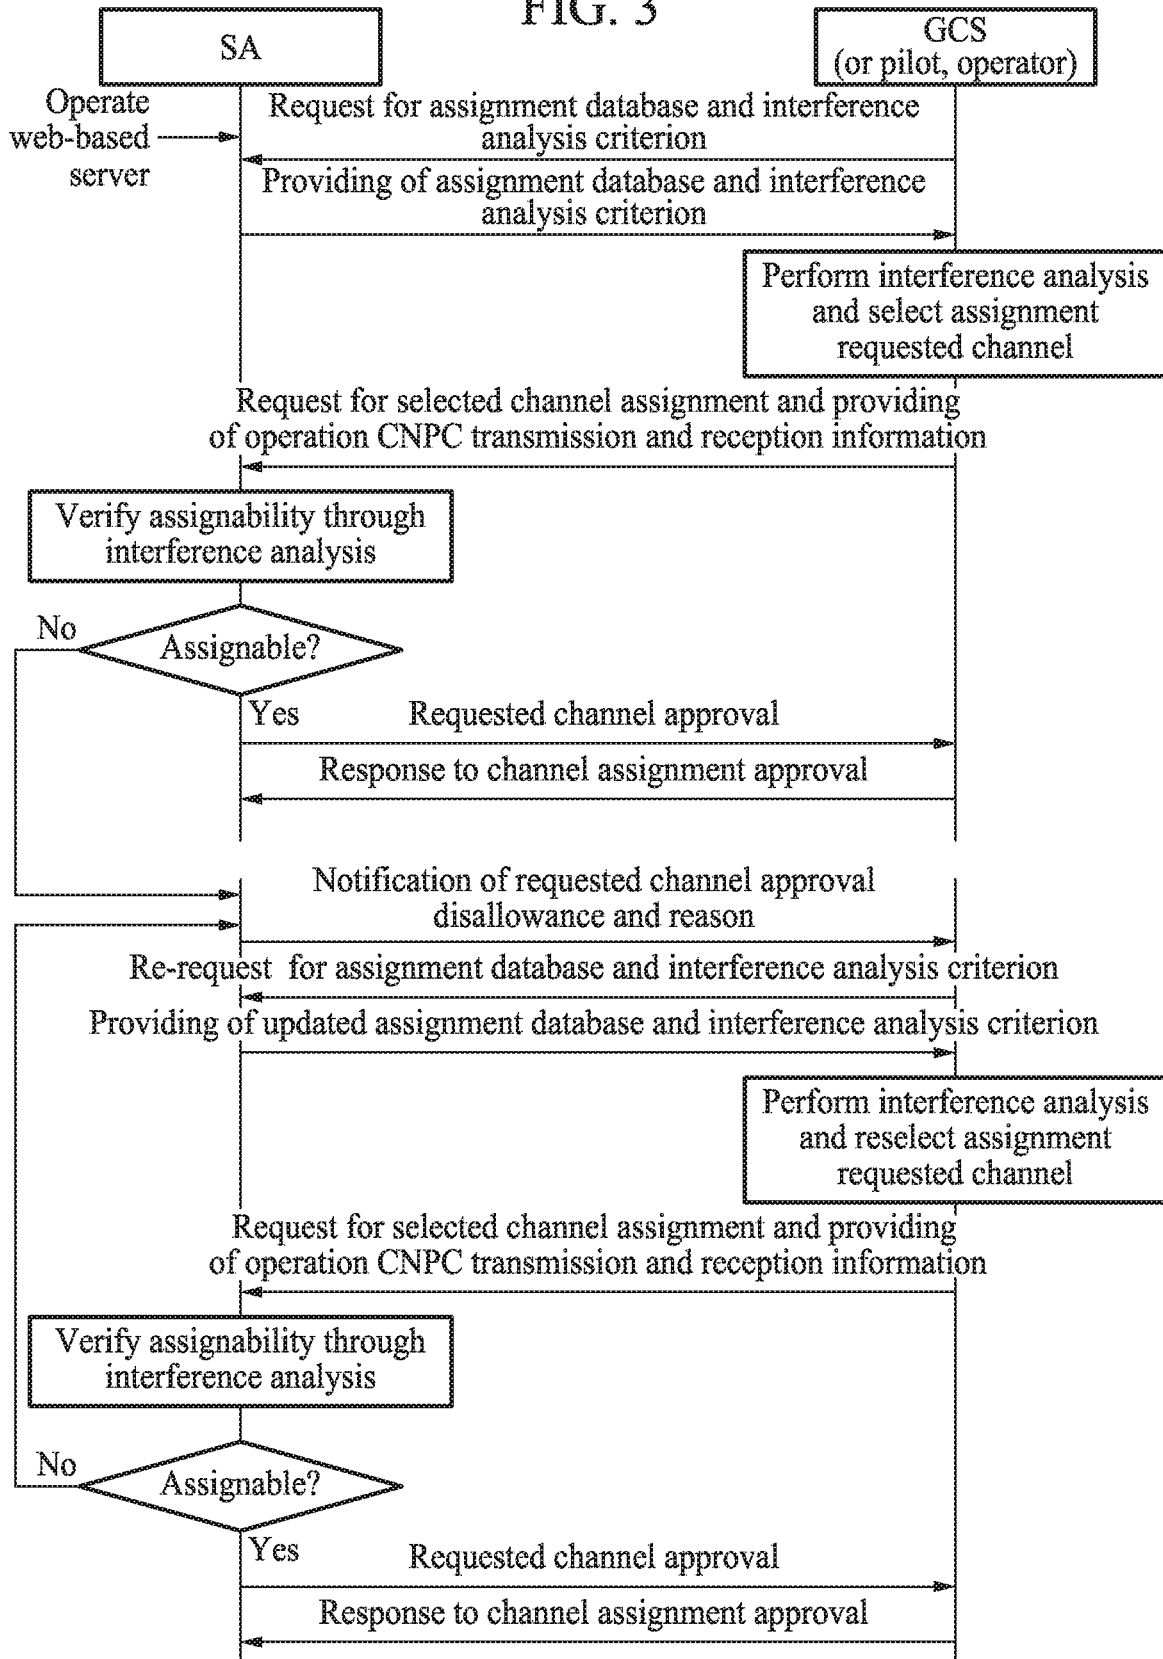 FIG. 3
SA
GCS
(or pilot, operator)
Operate
web-based
server
Request for assignment database and interference
analysis criterion
Providing of assignment database and interference
analysis criterion
Perform interference analysis
and select assignment
requested channel
Request for selected channel assignment and providing
of operation CNPC transmission and reception information
Verify assignability through
interference analysis
No
Assignable?
Yes
Requested channel approval
Response to channel assignment approval
Notification of requested channel approval
disallowance and reason
Re-request for assignment database and interference analysis criterion
Providing of updated assignment database and interference analysis criterion
Perform interference analysis
and reselect assignment
requested channel
Request for selected channel assignment and providing
of operation CNPC transmission and reception information
Verify assignability through
interference analysis
No
Assignable?
Yes
Requested channel approval
Response to channel assignment approval